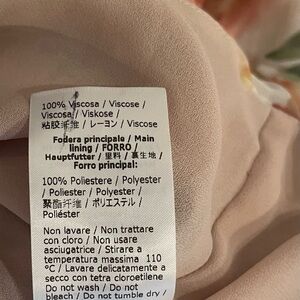 100% Viscosa / Viscose /
Viscosa / Viskose /
粘胶纤维 / レーヨン / Viscose
Fodera principale / Main
lining / FORRO /
Hauptfutter / 里料 / 裏生地 /
Forro principal:
100% Poliestere / Polyester
/ Poliester / Polyester /
聚酯纤维 / ポリエステル /
Poliéster
Non lavare / Non trattare
con cloro / Non usare
asciugatrice / Stirare a
temperatura massima 110
°C / Lavare delicatamente a
secco con tetra cloroetilene
Do not wash / Do not
bleach / Do not tumble dry /